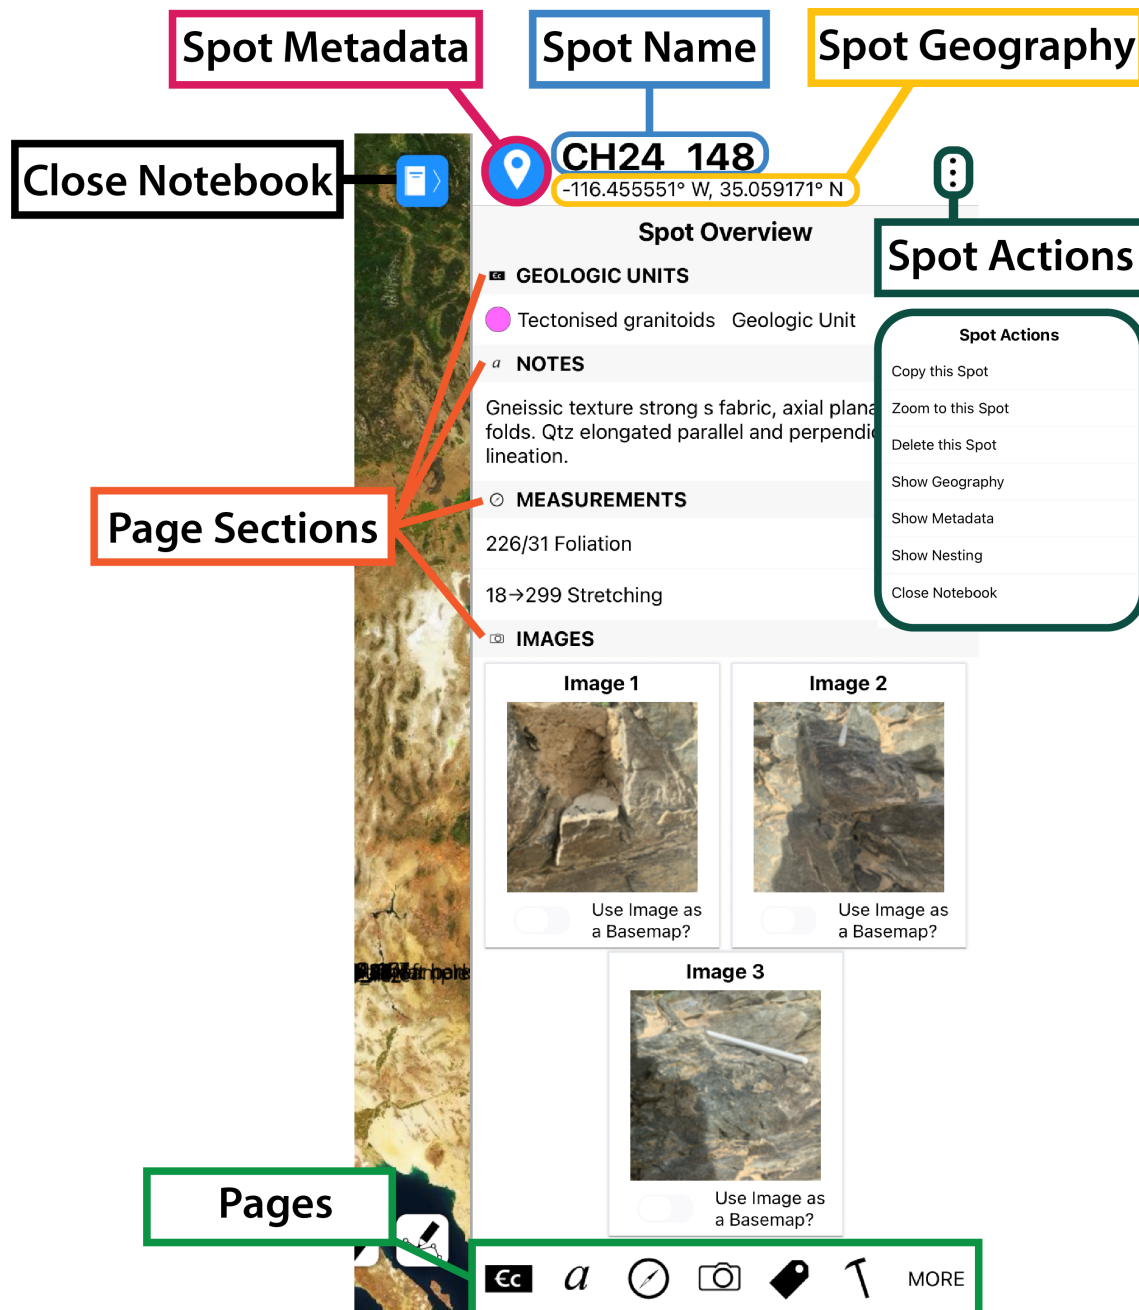 Spot Metadata
Spot Name
Spot Geography
Close Notebook
CH24_148
-116.455551° W, 35.059171° N
Spot Overview
Spot Actions
GEOLOGIC UNITS
Tectonised granitoids Geologic Unit
NOTES
Gneissic texture strong s fabric, axial plana
folds. Qtz elongated parallel and perpendic
lineation.
MEASUREMENTS
226/31 Foliation
18→299 Stretching
IMAGES
Spot Actions
Copy this Spot
Zoom to this Spot
Delete this Spot
Show Geography
Show Metadata
Show Nesting
Close Notebook
Page Sections
Image 1
Use Image as
a Basemap?
Image 2
Use Image as
a Basemap?
Image 3
Use Image as
a Basemap?
Pages
Єc
a
MORE